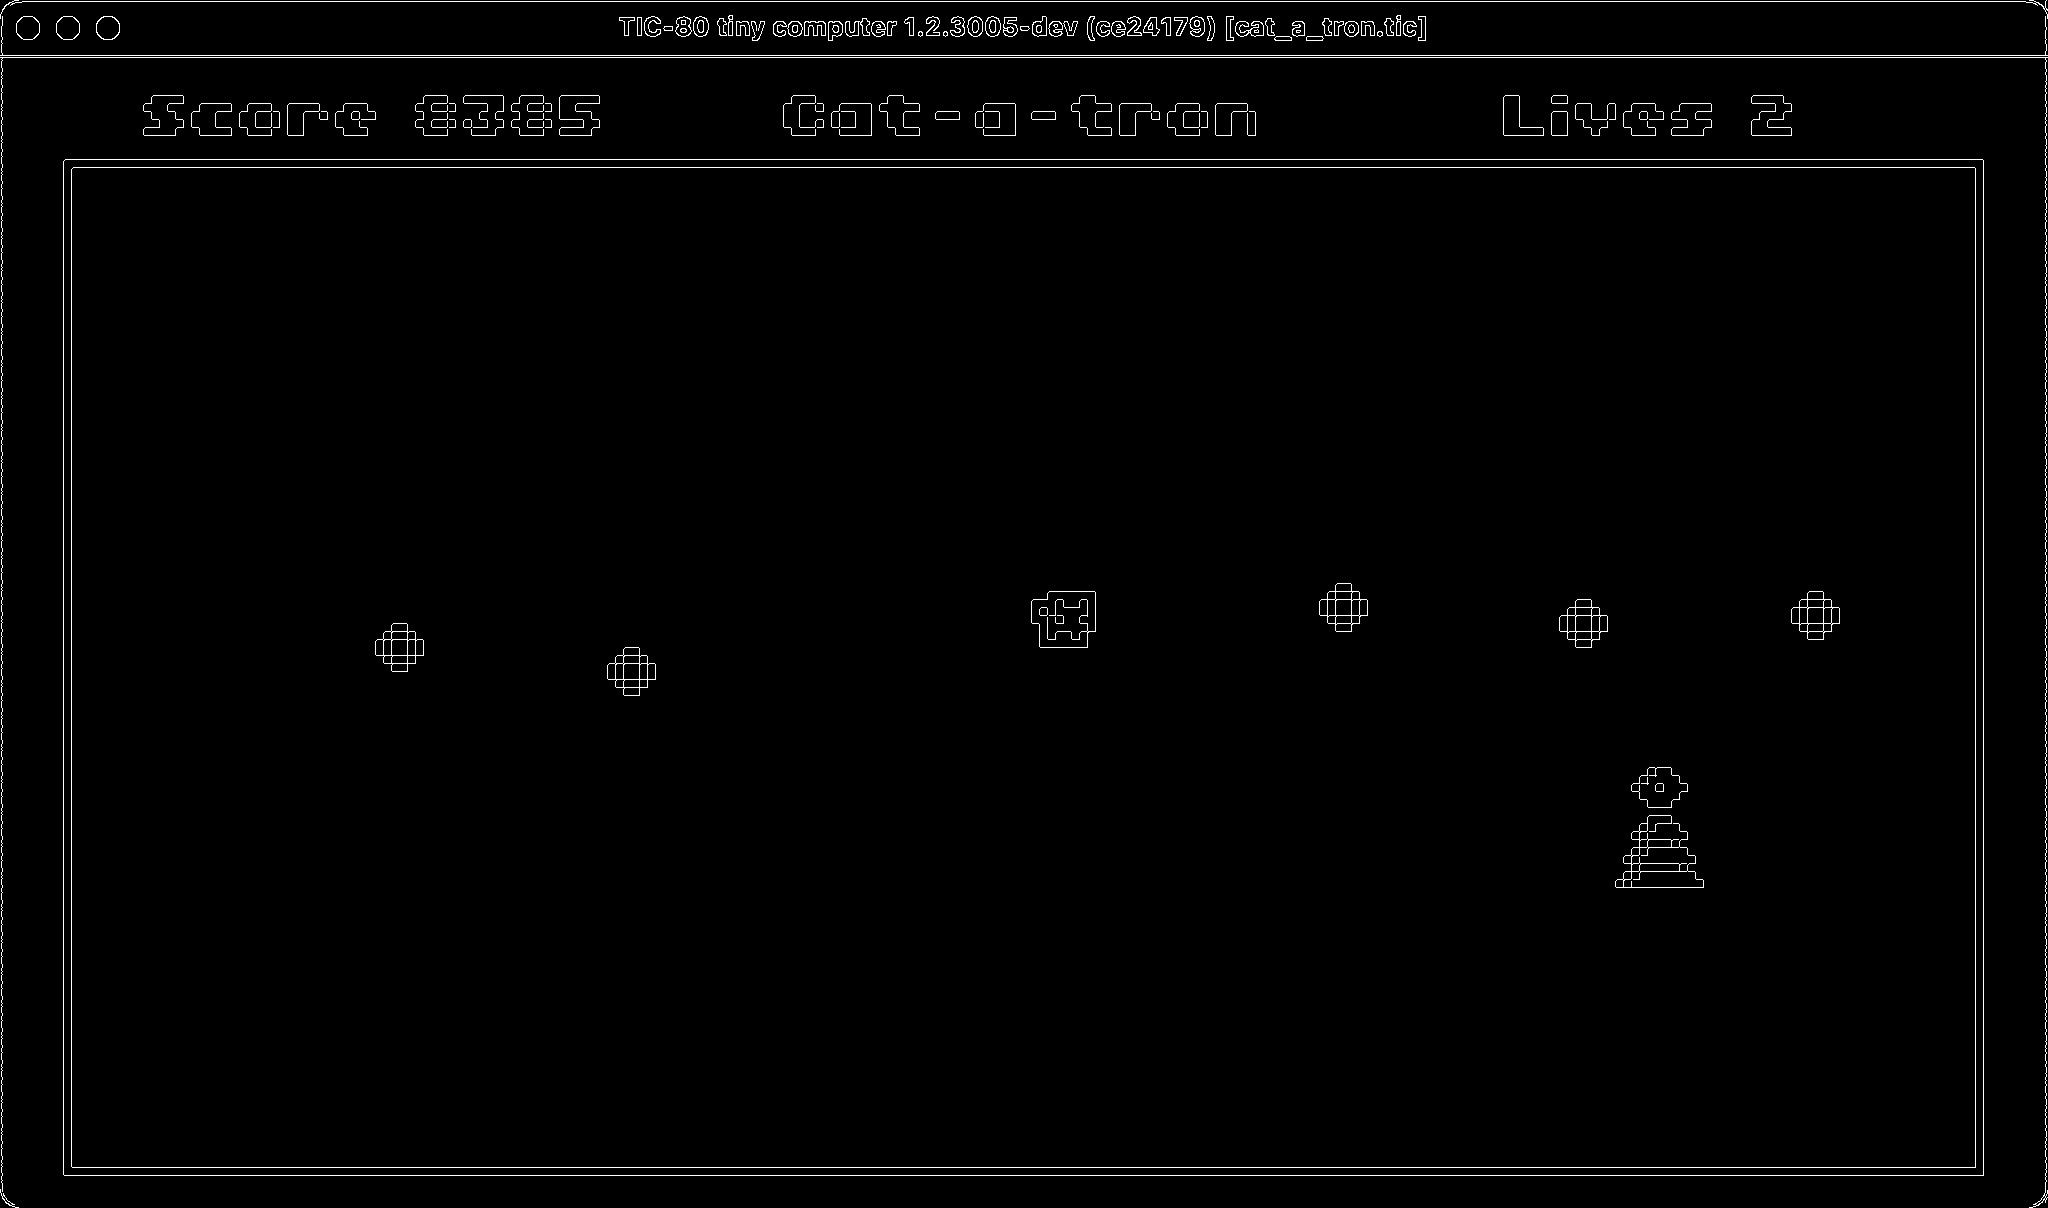 TIC-80 tiny computer 1.2.3005-dev (ce24179) [cat_a_tron.tic]
Score 8385 Cat-a-tron Lives 2